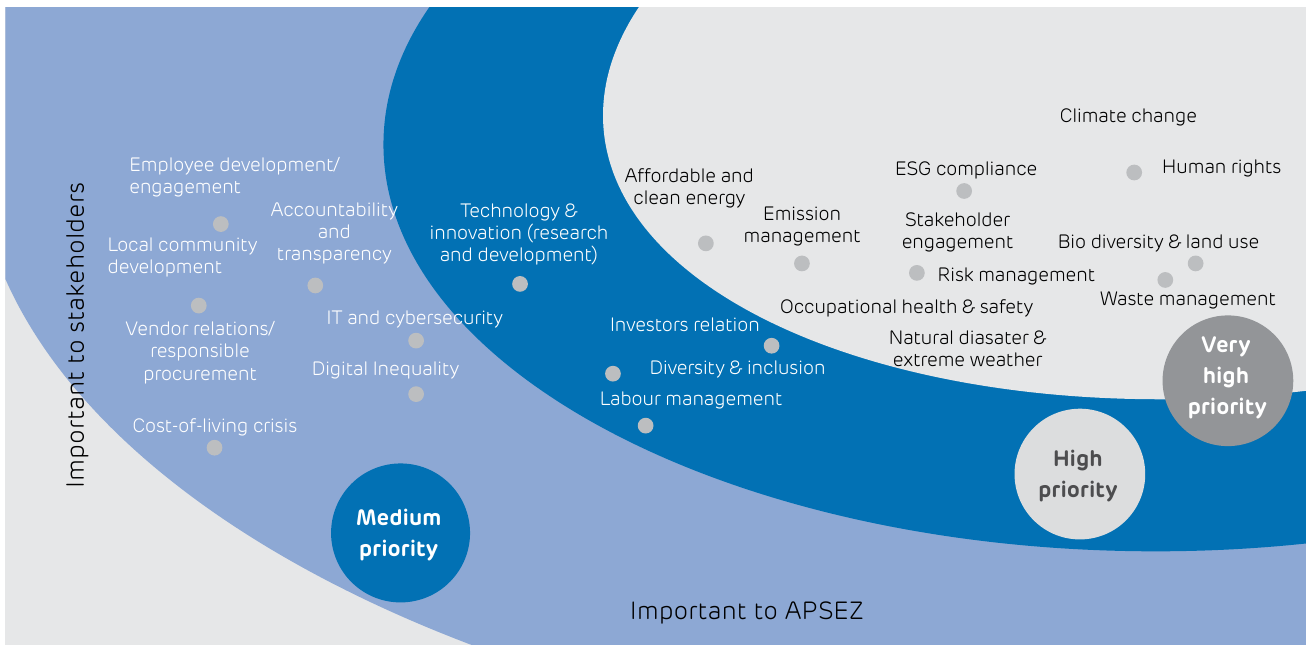 Important to stakeholders
Employee development/
engagement
Local community
development
Accountability
and
transparency
Vendor relations/
responsible
procurement
IT and cybersecurity
Digital Inequality
Cost-of-living crisis
Medium
priority
Technology &
innovation (research
and development)
Investors relation
Diversity & inclusion
Labour management
High
priority
Affordable and
clean energy
Emission
management
ESG compliance
Stakeholder
engagement
Risk management
Occupational health & safety
Natural diasater &
extreme weather
Climate change
Human rights
Bio diversity & land use
Waste management
Very
high
priority
Important to APSEZ